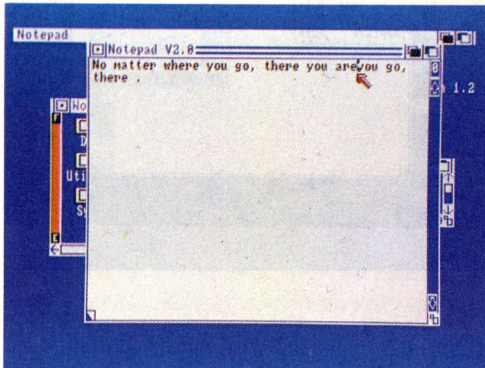 Notepad
Notepad V2.0
No matter where you go, there you are you go,
there .
1.2
Wo
D
Uti
Sy